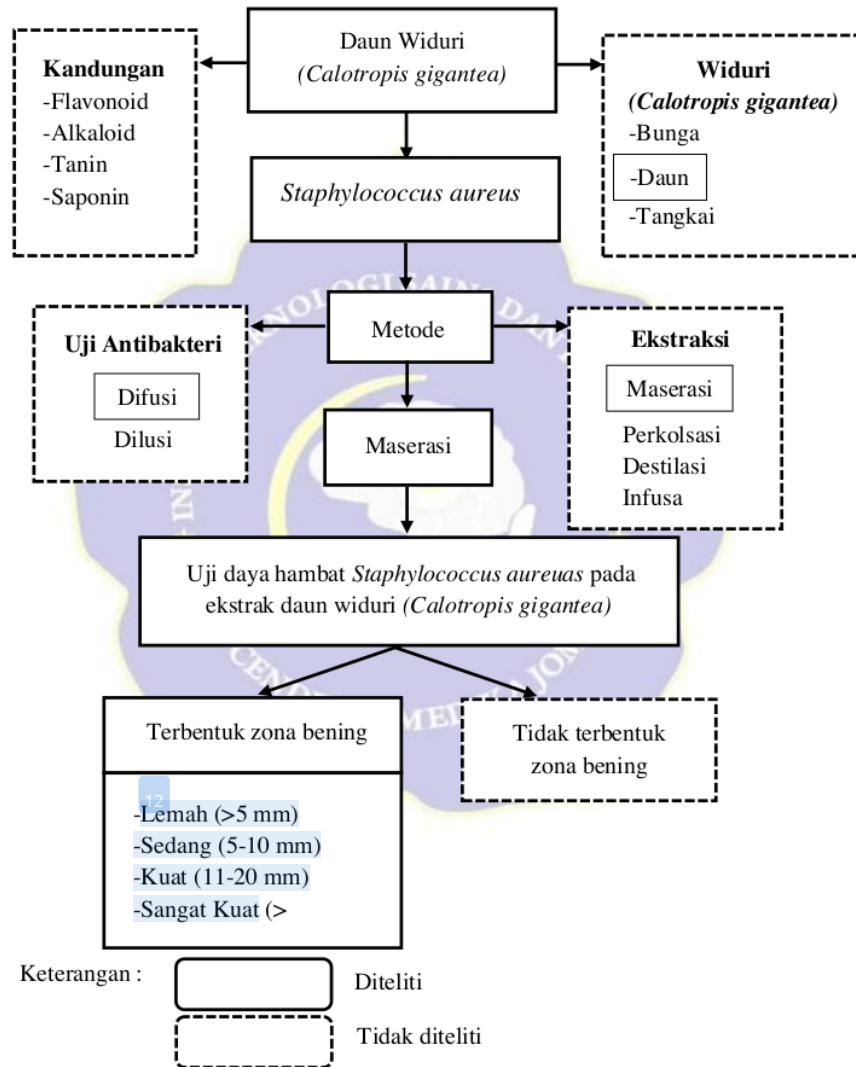 Daun Widuri
(Calotropis gigantea)
Kandungan
-Flavonoid
-Alkaloid
-Tanin
-Saponin
Widuri
(Calotropis gigantea)
-Bunga
-Daun
-Tangkai
Staphylococcus aureus
Metode
Uji Antibakteri
Difusi
Dilusi
Ekstraksi
Maserasi
Perkolsasi
Destilasi
Infusa
Maserasi
Uji daya hambat Staphylococcus aureuas pada
ekstrak daun widuri (Calotropis gigantea)
Terbentuk zona bening
12
-Lemah (>5 mm)
-Sedang (5-10 mm)
-Kuat (11-20 mm)
-Sangat Kuat (>
Tidak terbentuk
zona bening
Keterangan :
Diteliti
Tidak diteliti